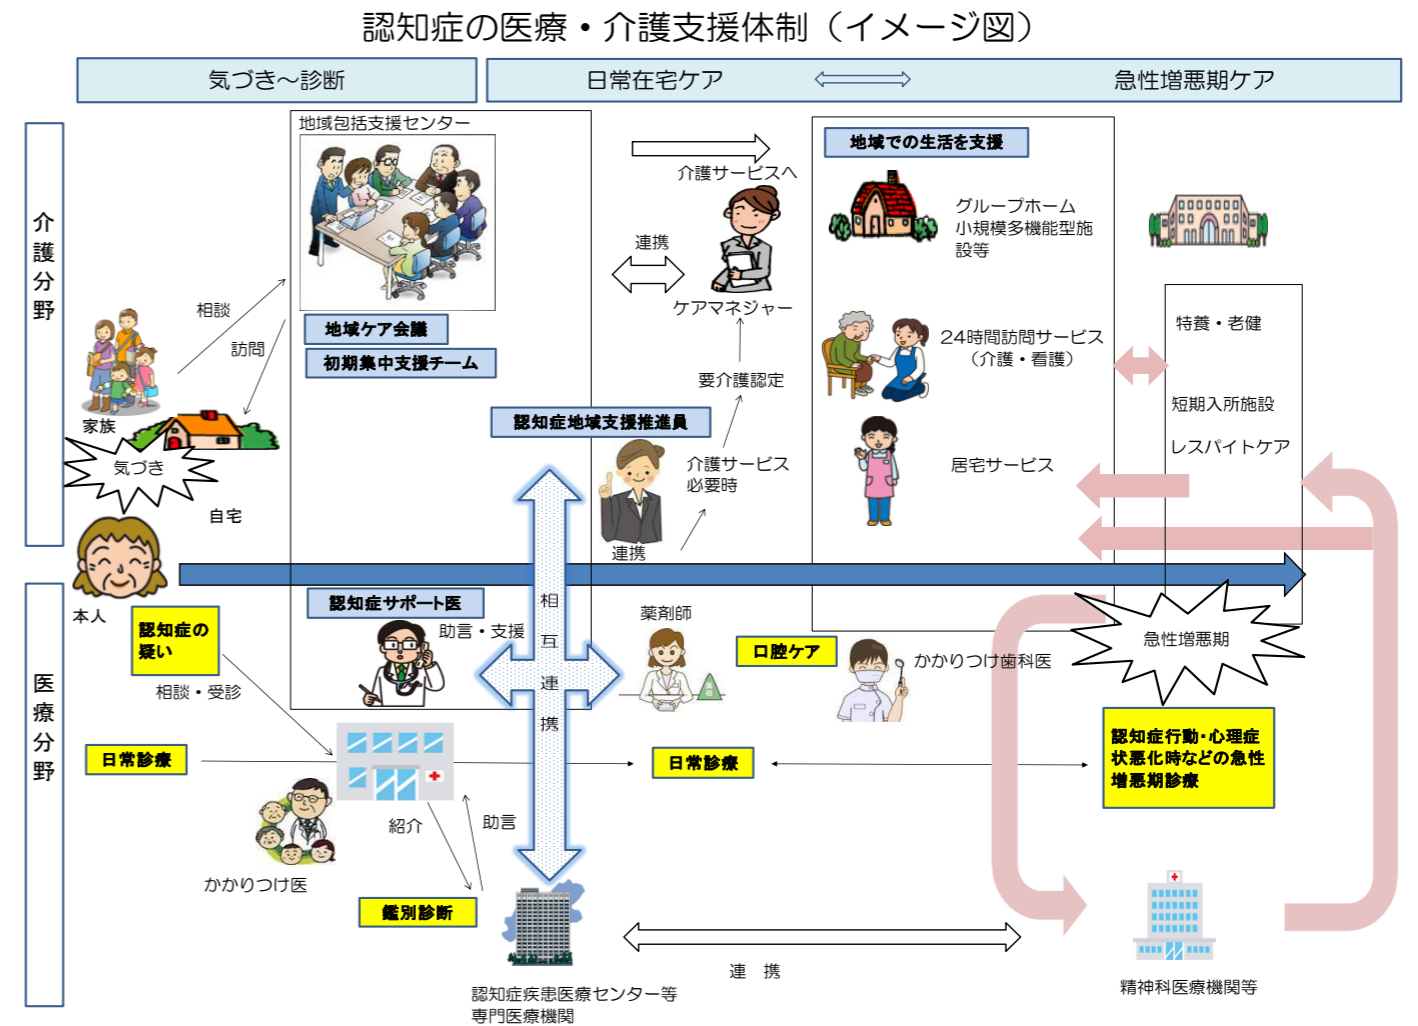 認知症の医療・介護支援体制（イメージ図）
気づき～診断
日常在宅ケア
急性増悪期ケア
介護分野
地域包括支援センター
地域ケア会議
初期集中支援チーム
相談
訪問
家族
気づき
自宅
本人
介護サービスへ
連携
ケアマネジャー
要介護認定
認知症地域支援推進員
介護サービス
必要時
連携
地域での生活を支援
グループホーム
小規模多機能型施
設等
24時間訪問サービス
（介護・看護）
居宅サービス
特養・老健
短期入所施設
レスパイトケア
医療分野
認知症の
疑い
相談・受診
認知症サポート医
助言・支援
相互連携
薬剤師
口腔ケア
かかりつけ歯科医
急性増悪期
日常診療
かかりつけ医
紹介
助言
鑑別診断
日常診療
認知症行動・心理症
状悪化時などの急性
増悪期診療
認知症疾患医療センター等
専門医療機関
連　携
精神科医療機関等